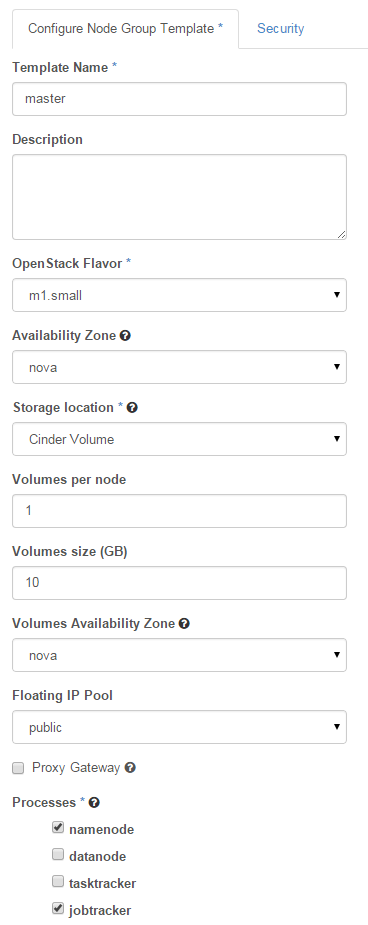 Configure Node Group Template * Security
Template Name *
master
Description
OpenStack Flavor *
m1.small
Availability Zone ?
nova
Storage location * ?
Cinder Volume
Volumes per node
1
Volumes size (GB)
10
Volumes Availability Zone ?
nova
Floating IP Pool
public
Proxy Gateway ?
Processes * ?
namenode
datanode
tasktracker
jobtracker